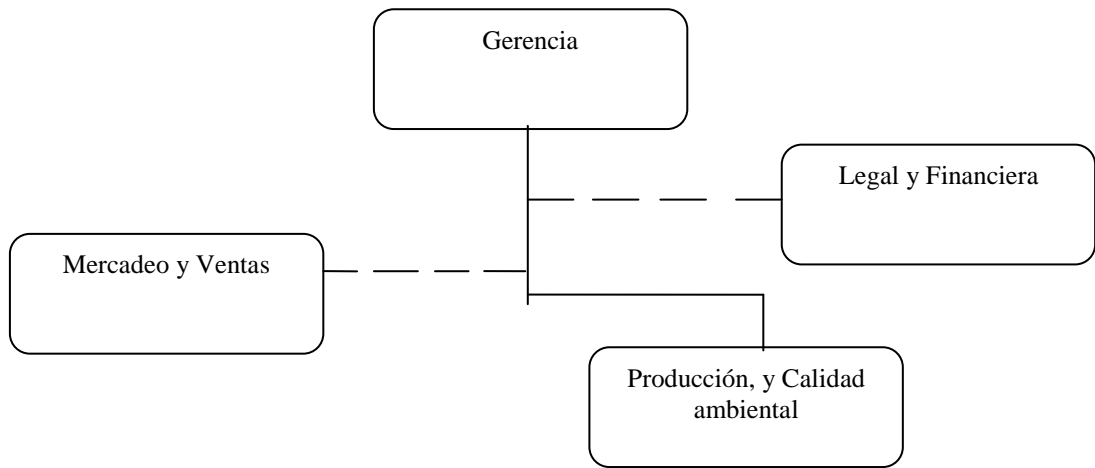 Gerencia
Legal y Financiera
Mercadeo y Ventas
Producción, y Calidad
ambiental